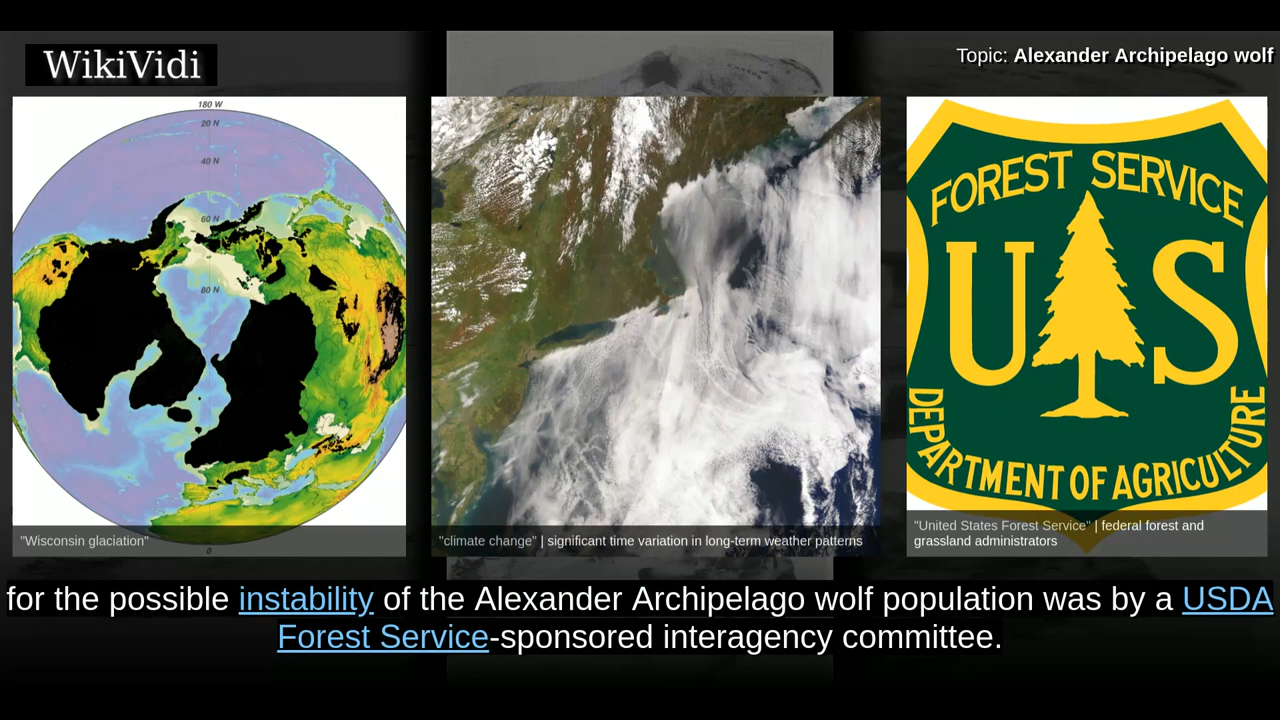 WikiVidi
Topic: Alexander Archipelago wolf
180 W
20 N
40 N
60 N
80 N
0
"Wisconsin glaciation"
"climate change" | significant time variation in long-term weather patterns
FOREST SERVICE
U S
DEPARTMENT OF AGRICULTURE
"United States Forest Service" | federal forest and
grassland administrators
for the possible instability of the Alexander Archipelago wolf population was by a USDA
Forest Service-sponsored interagency committee.